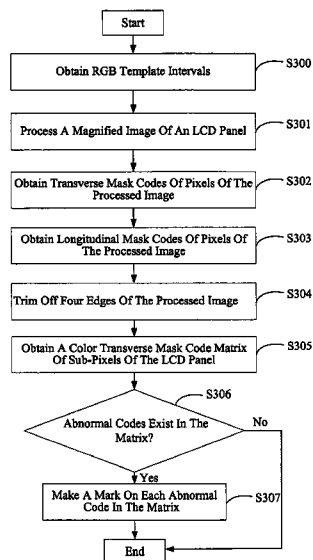 Start
Obtain RGB Template Intervals
S300
Process A Magnified Image Of An LCD Panel
S301
Obtain Transverse Mask Codes Of Pixels Of The
Processed Image
S302
Obtain Longitudinal Mask Codes Of Pixels Of
The Processed Image
S303
Trim Off Four Edges Of The Processed Image
S304
Obtain A Color Transverse Mask Code Matrix
Of Sub-Pixels Of The LCD Panel
S305
S306
Abnormal Codes Exist In The
Matrix?
No
Yes
Make A Mark On Each Abnormal
Code In The Matrix
S307
End